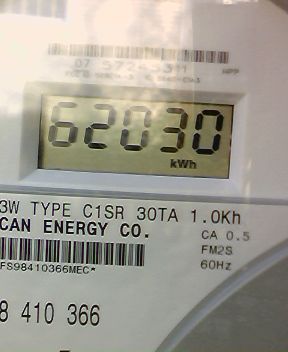 62030
kWh
3W TYPE C1SR 30TA 1.0Kh
CAN ENERGY CO.
CA 0.5
FM2S
60Hz
FS98410366MEC*
8 410 366